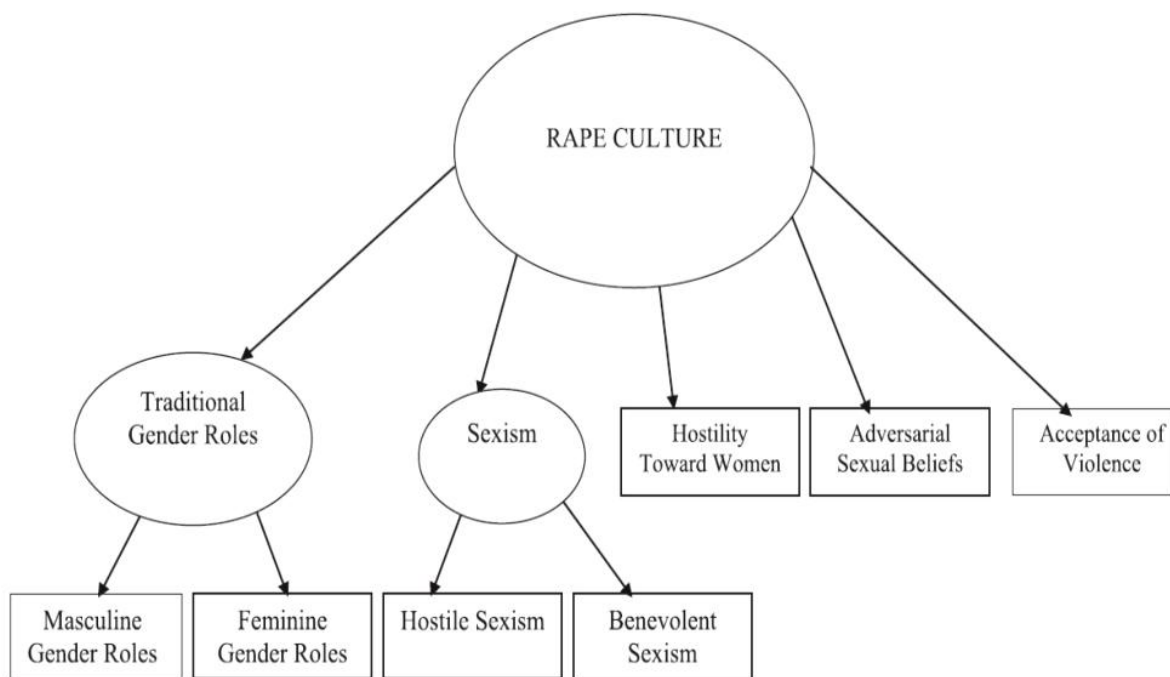 RAPE CULTURE
Traditional
Gender Roles
Sexism
Hostility
Toward Women
Adversarial
Sexual Beliefs
Acceptance of
Violence
Masculine
Gender Roles
Feminine
Gender Roles
Hostile Sexism
Benevolent
Sexism